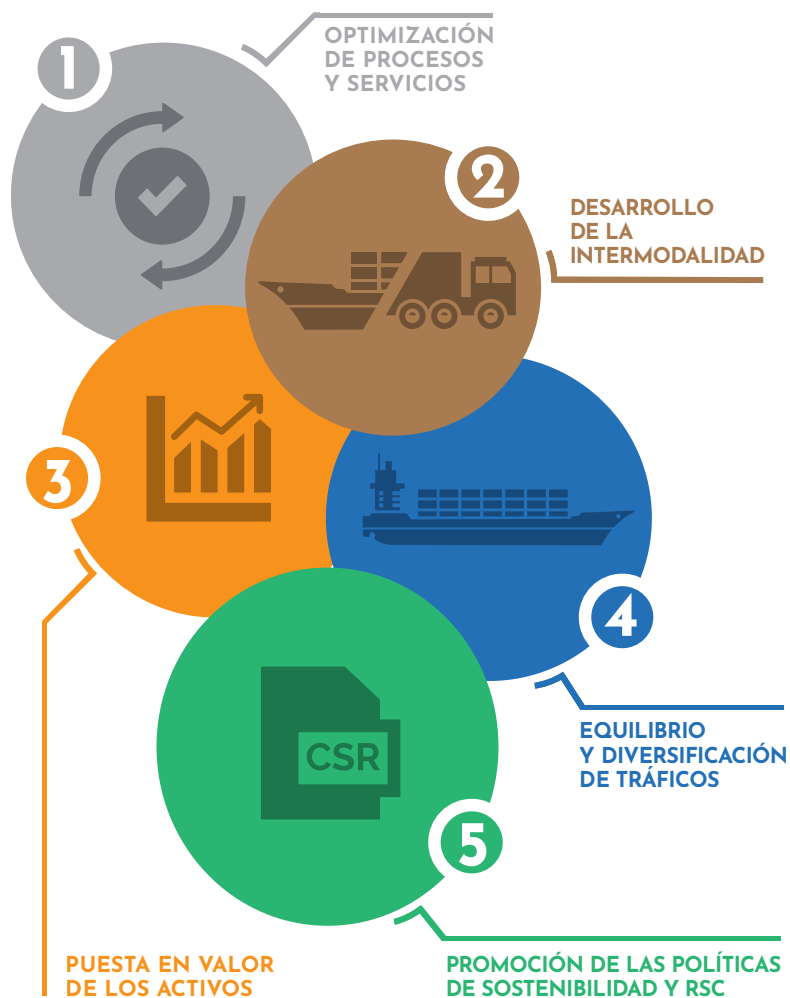 1
OPTIMIZACIÓN
DE PROCESOS
Y SERVICIOS
2
DESARROLLO
DE LA
INTERMODALIDAD
3
PUESTA EN VALOR
DE LOS ACTIVOS
4
EQUILIBRIO
Y DIVERSIFICACIÓN
DE TRÁFICOS
CSR
5
PROMOCIÓN DE LAS POLÍTICAS
DE SOSTENIBILIDAD Y RSC